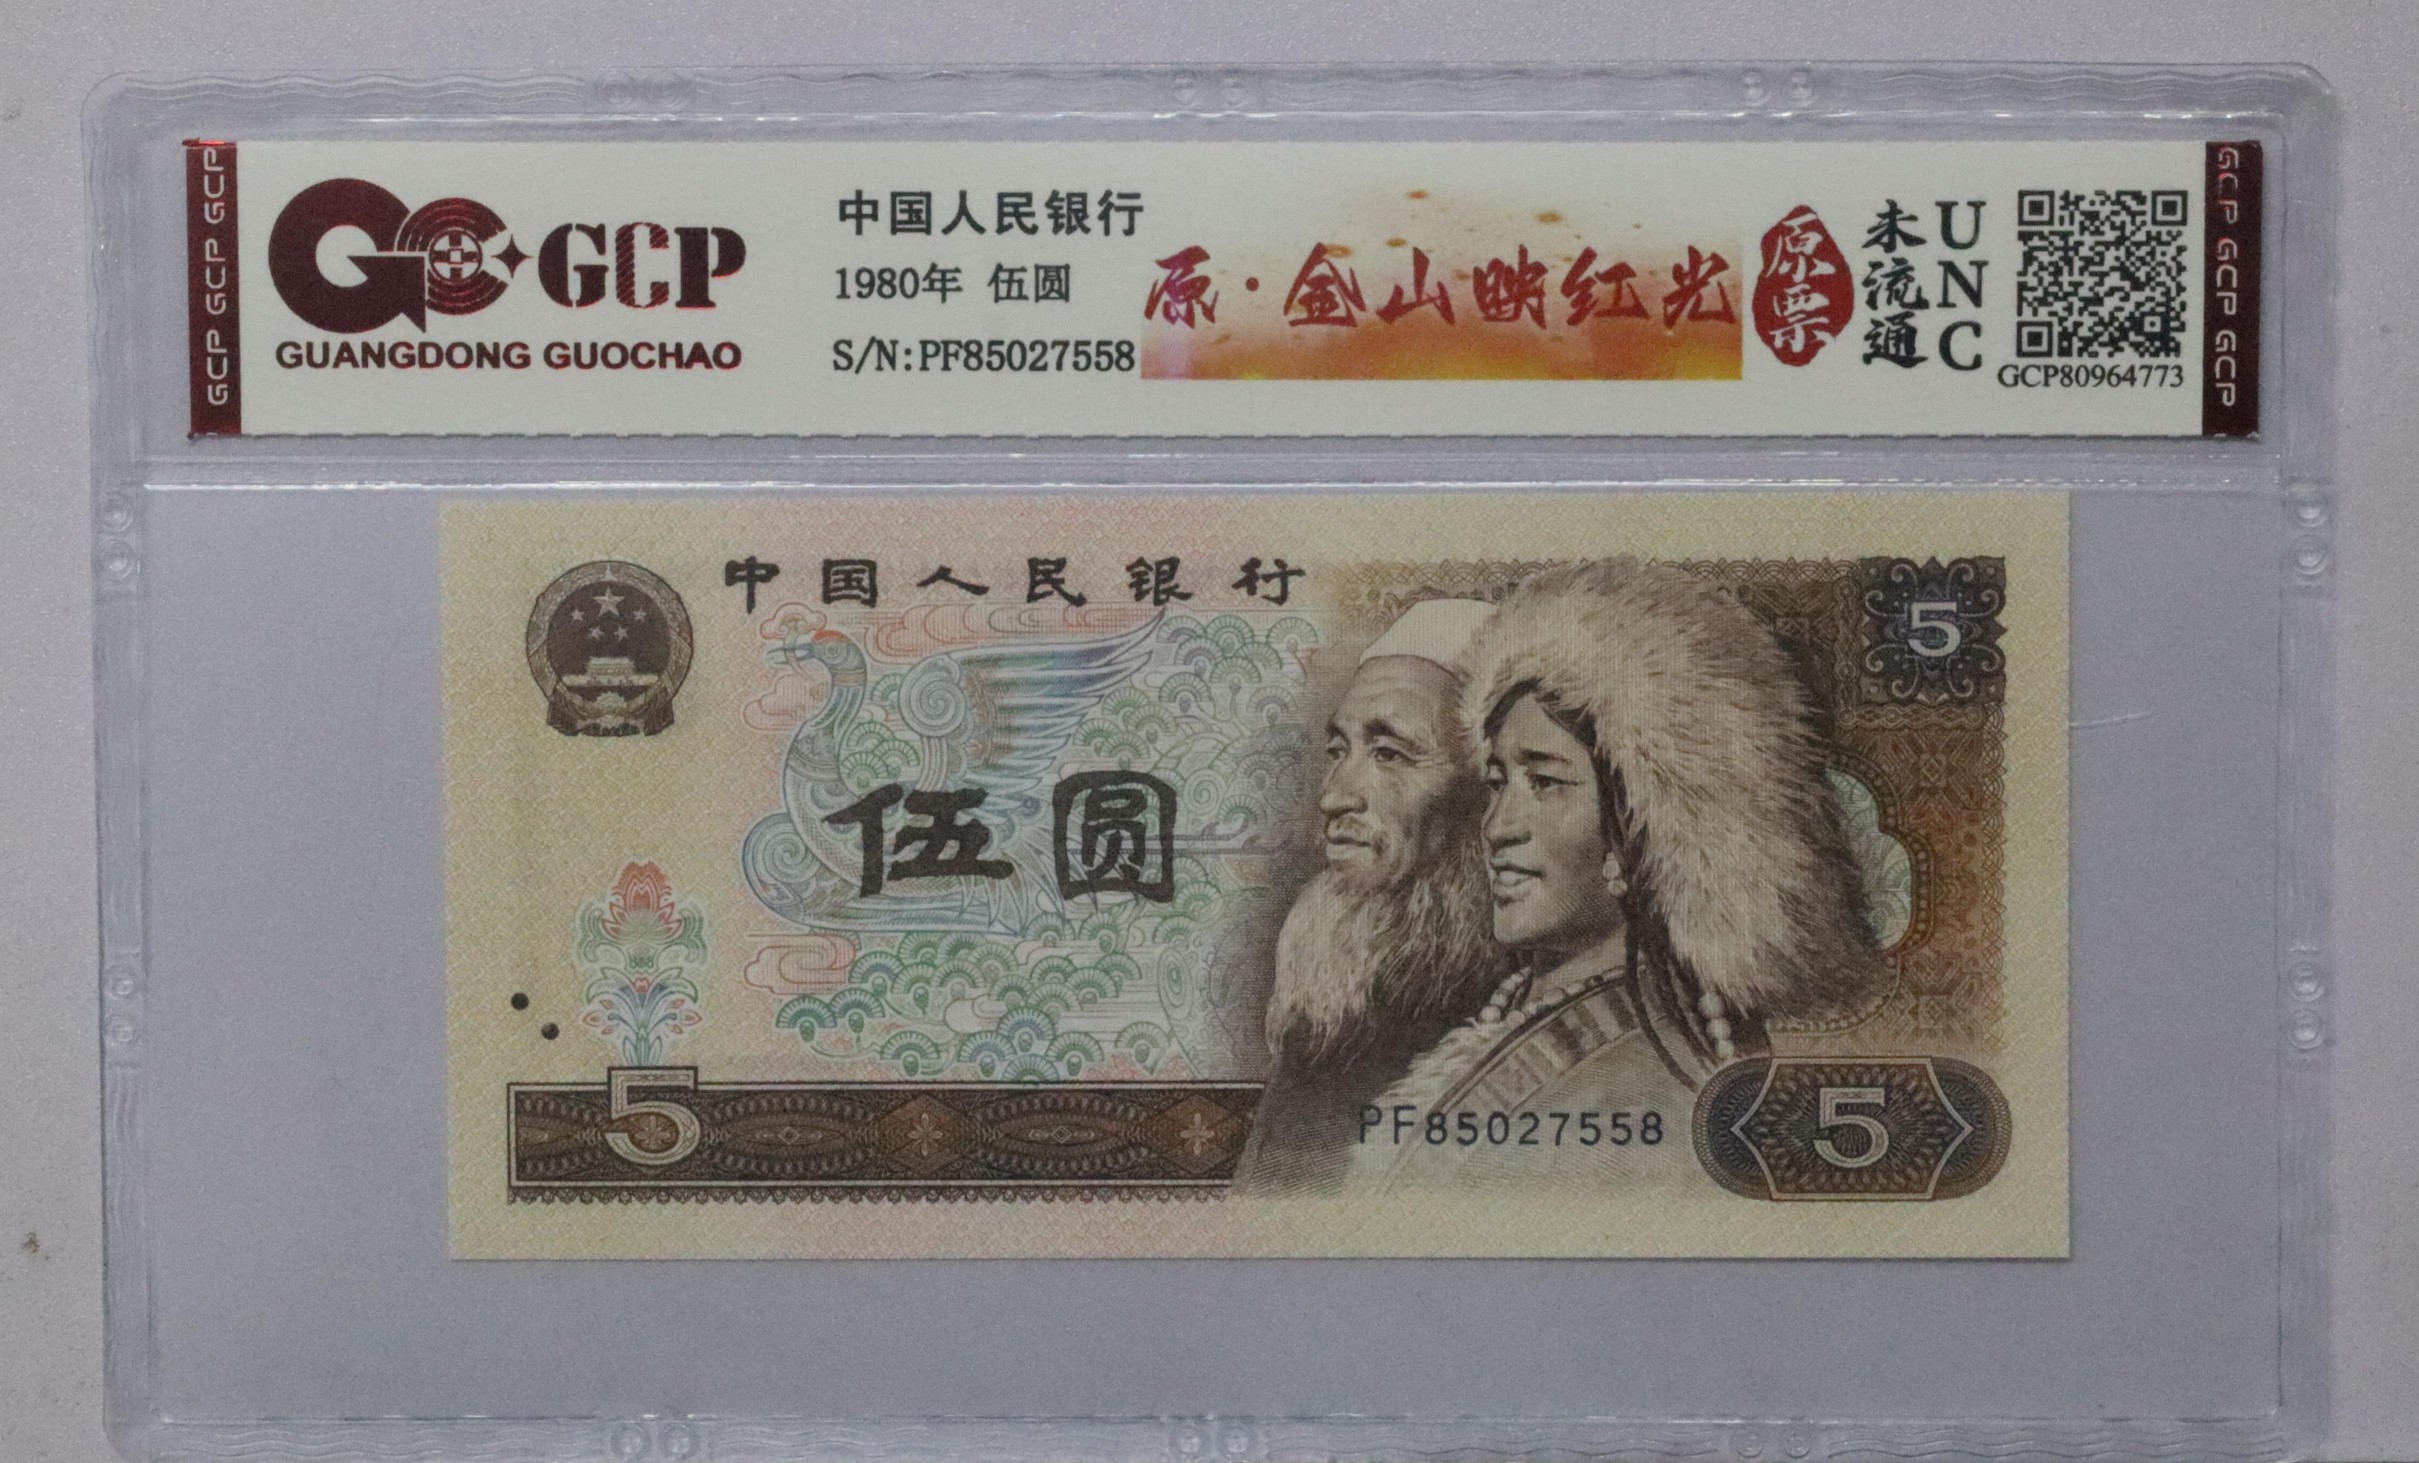 GCP GCP GCP
GCP
GUANGDONG GUOCHAO
中国人民银行
1980年 伍圆
S/N:PF85027558
原·金山映红光
原票
未流通
UNC
GCP80964773
GCP GCP GCP
中国人民银行
5
伍圆
5
PF85027558
5